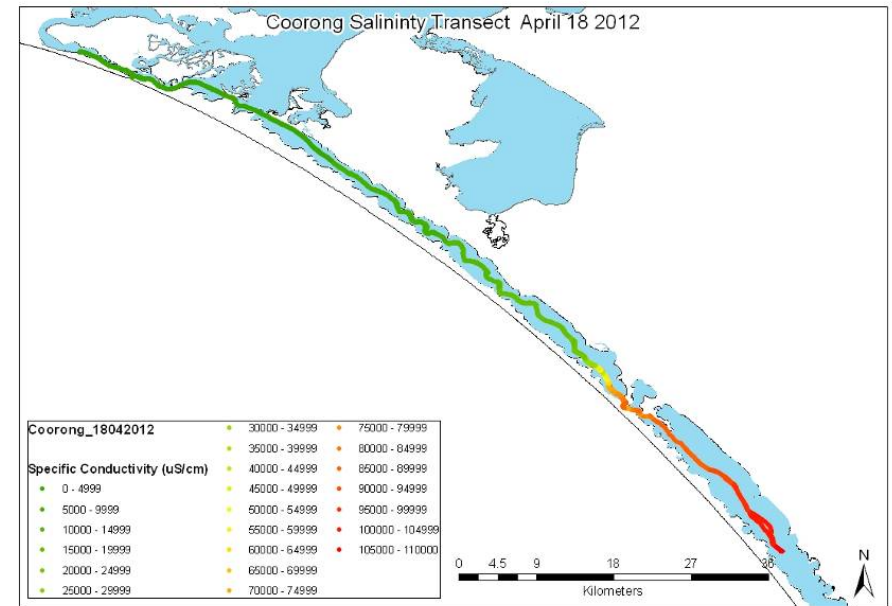 Coorong Salininty Transect April 18 2012
Coorong_18042012
Specific Conductivity (uS/cm)
0 - 4999
5000 - 9999
10000 - 14999
15000 - 19999
20000 - 24999
25000 - 29999
30000 - 34999
35000 - 39999
40000 - 44999
45000 - 49999
50000 - 54999
55000 - 59999
60000 - 64999
65000 - 69999
70000 - 74999
75000 - 79999
80000 - 84999
85000 - 89999
90000 - 94999
95000 - 99999
100000 - 104999
105000 - 110000
0 4.5 9 18 27 36
Kilometers
N